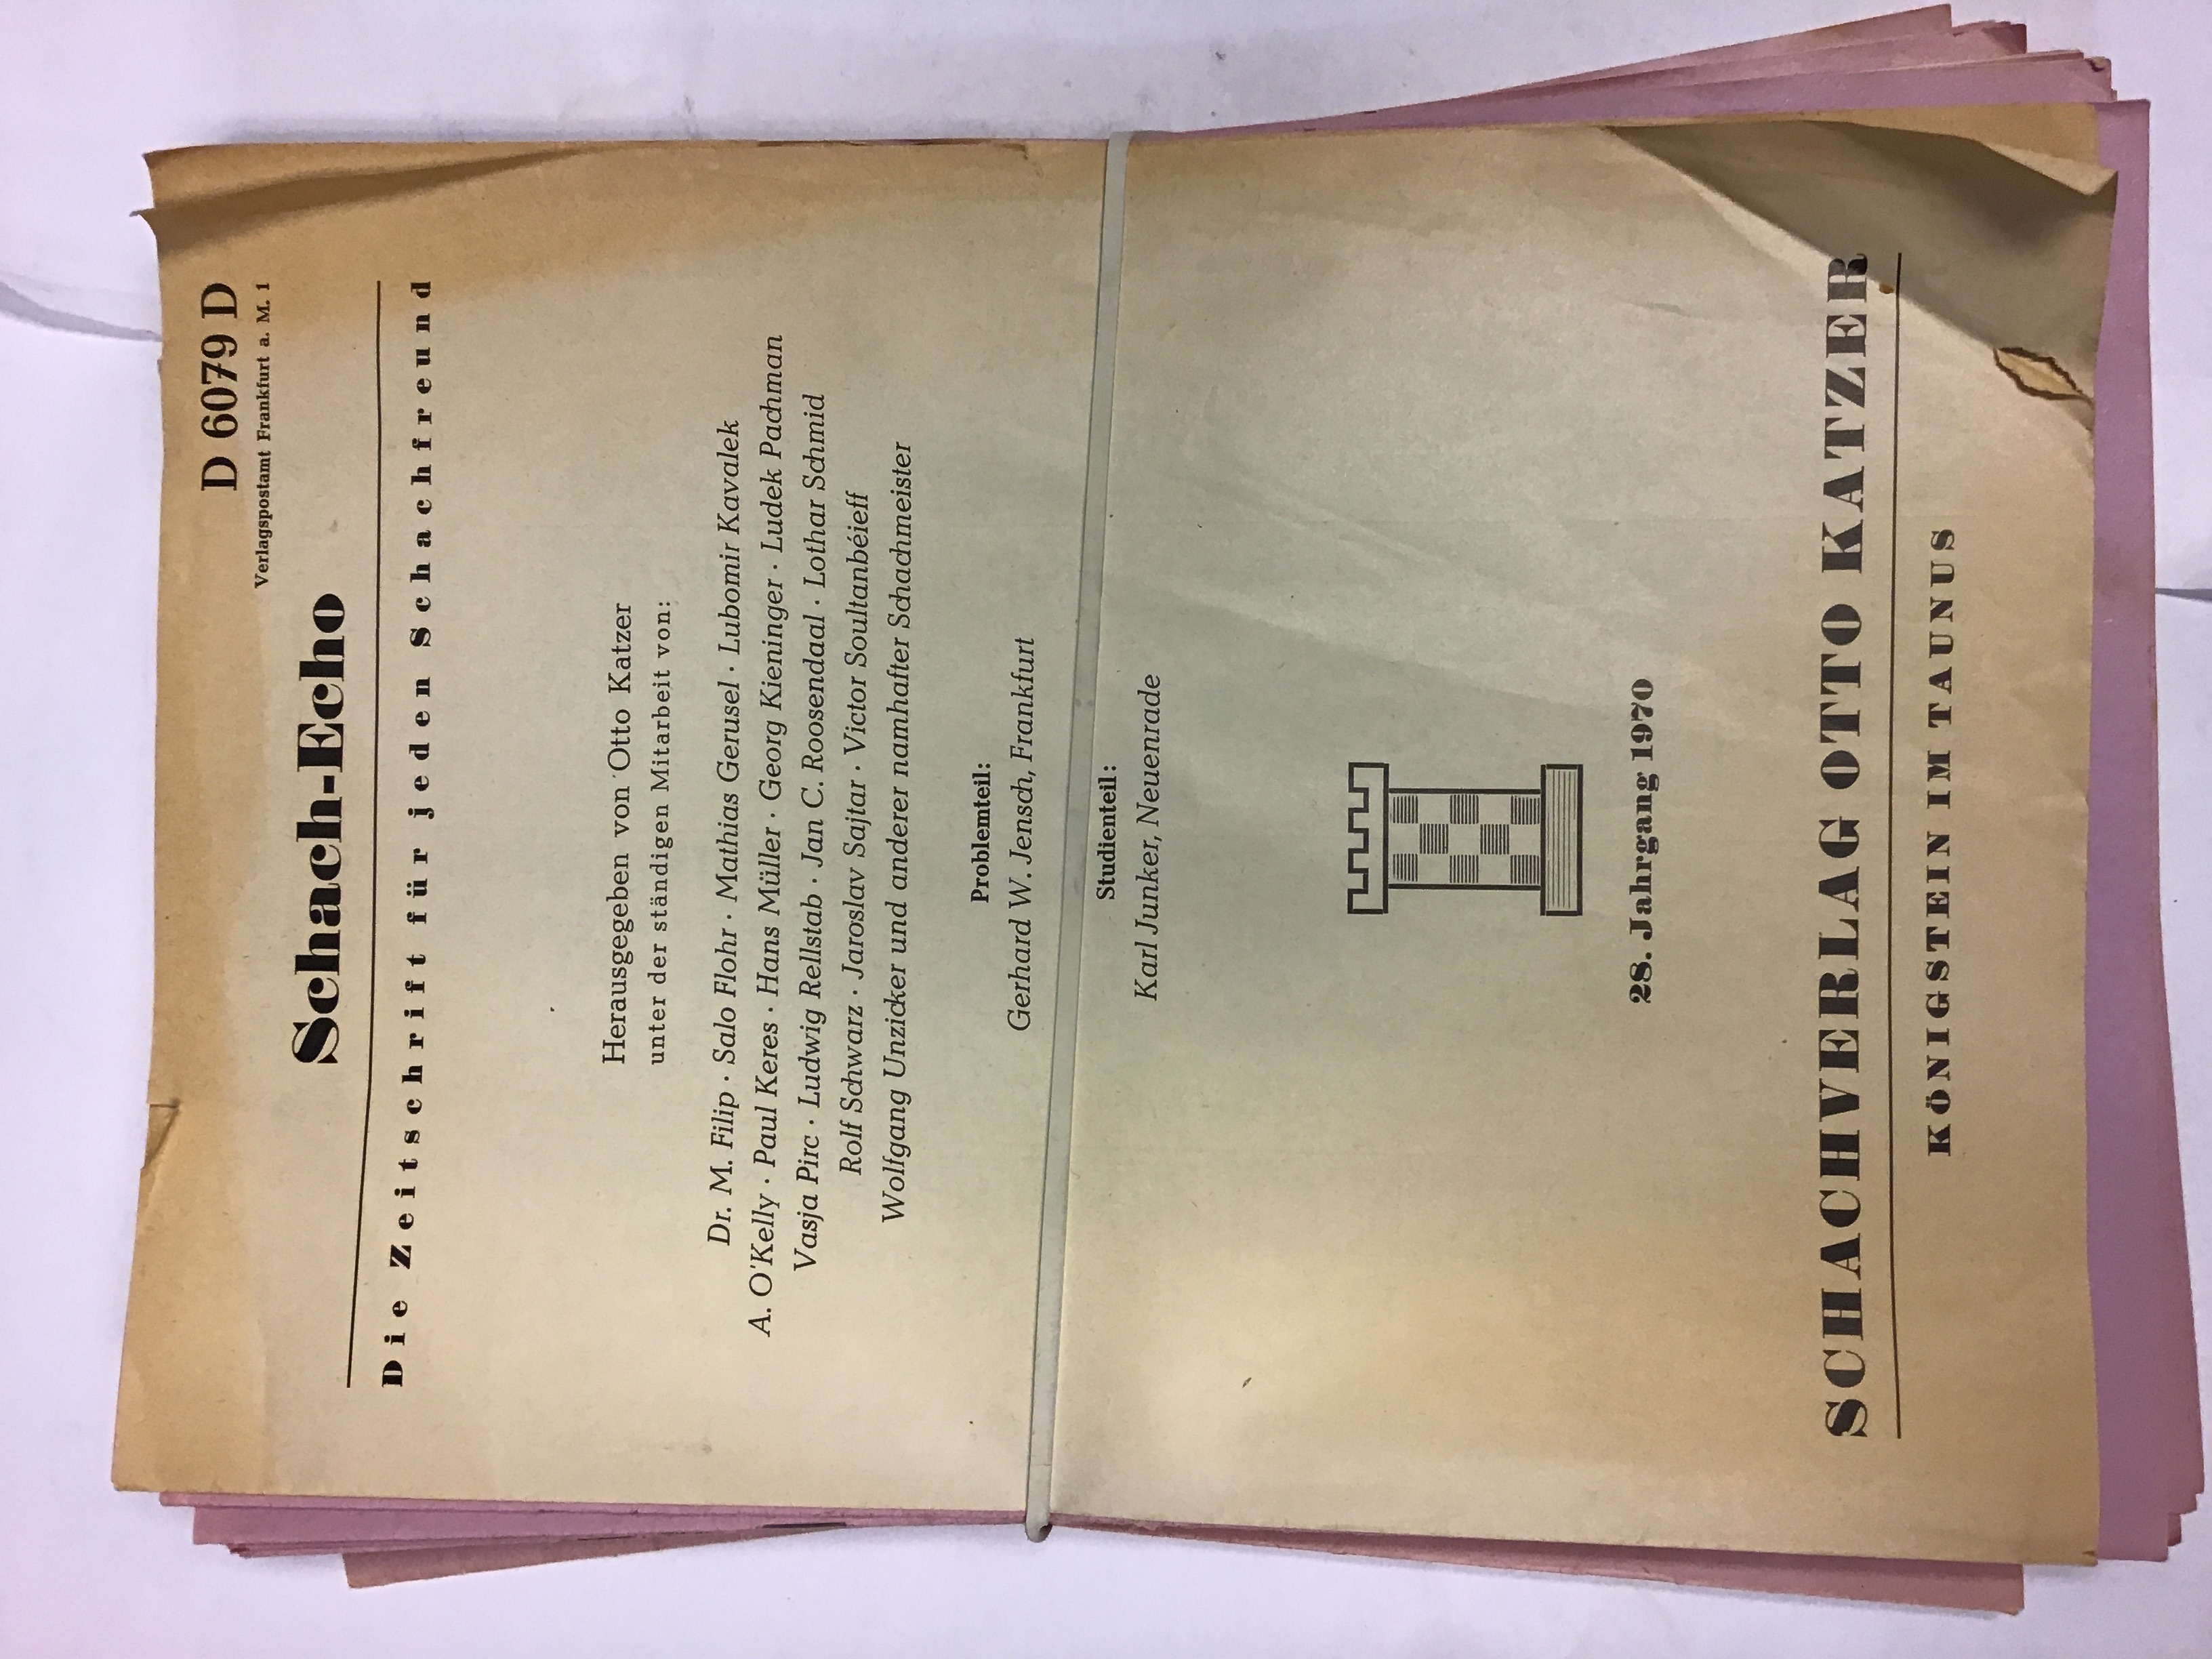 D 6079 D
Verlagspostamt Frankfurt a. M. 1
Schach-Echo
Die Zeitschrift für jeden Schachfreund
Herausgegeben von Otto Katzer
unter der ständigen Mitarbeit von:
Dr. M. Filip · Salo Flohr · Mathias Gerusel · Lubomir Kavalek
A. O'Kelly · Paul Keres · Hans Müller · Georg Kieninger · Ludek Pachman
Vasja Pirc · Ludwig Rellstab · Jan C. Roosendaal · Lothar Schmid
Rolf Schwarz · Jaroslav Sajtar · Victor Soultanbéieff
Wolfgang Unzicker und anderer namhafter Schachmeister
Problemteil:
Gerhard W. Jensch, Frankfurt
Studienteil:
Karl Junker, Neuenrade
28. Jahrgang 1970
SCHACHVERLAG OTTO KATZER
KÖNIGSTEIN IM TAUNUS